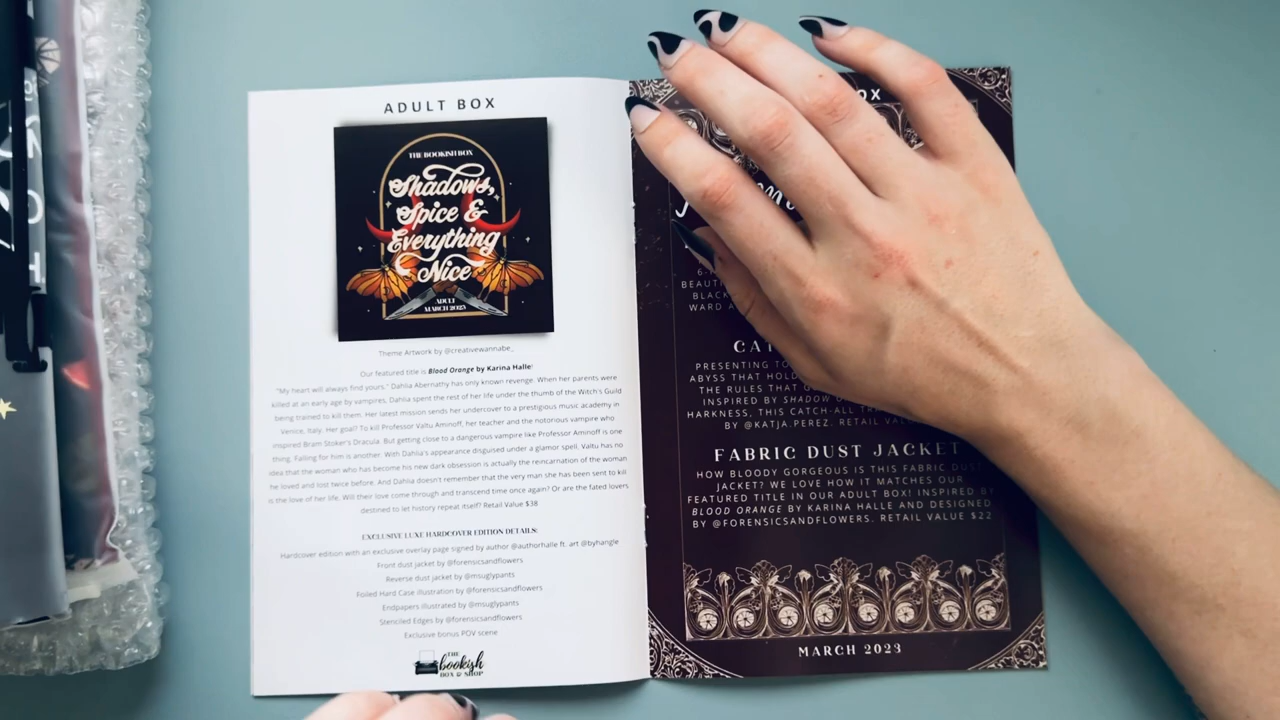 ADULT BOX
THE BOOKISH BOX
Shadows,
Spice &
Everything
Nice
ADULT
MARCH 2023
Theme Artwork by @creativewannabe_
Our featured title is Blood Orange by Karina Halle!
"My heart will always find yours." Dahlia Abernathy has only known revenge. When her parents were
killed at an early age by vampires, Dahlia spent the rest of her life under the thumb of the Witch's Guild
being trained to kill them. Her latest mission sends her undercover to a prestigious music academy in
Venice, Italy. Her goal? To kill Professor Valtu Aminoff, her teacher and the notorious vampire who
inspired Bram Stoker's Dracula. But getting close to a dangerous vampire like Professor Aminoff is one
thing. Falling for him is another. With Dahlia's appearance disguised under a glamor spell, Valtu has no
idea that the woman who has become his new dark obsession is actually the reincarnation of the woman
he loved and lost twice before. And Dahlia doesn't remember that the very man she has been sent to kill
is the love of her life. Will their love come through and transcend time once again? Or are the fated lovers
destined to let history repeat itself? Retail Value $38
EXCLUSIVE LUXE HARDCOVER EDITION DETAILS:
Hardcover edition with an exclusive overlay page signed by author @authorhalle ft. art @byhangle
Front dust jacket by @forensicsandflowers
Reverse dust jacket by @msuglypants
Foiled Hard Case illustration by @forensicsandflowers
Endpapers illustrated by @msuglypants
Stenciled Edges by @forensicsandflowers
Exclusive bonus POV scene
THE
bookish
BOX & SHOP
OX
6-
BEAUTI
BLACK
WARD A
CAT
PRESENTING TO
ABYSS THAT HOLD
THE RULES THAT G
INSPIRED BY SHADOW
HARKNESS, THIS CATCH-ALL TR
BY @KATJA.PEREZ. RETAIL VAL
FABRIC DUST JACKET
HOW BLOODY GORGEOUS IS THIS FABRIC DUST
JACKET? WE LOVE HOW IT MATCHES OUR
FEATURED TITLE IN OUR ADULT BOX! INSPIRED BY
BLOOD ORANGE BY KARINA HALLE AND DESIGNED
BY @FORENSICSANDFLOWERS. RETAIL VALUE $22
MARCH 2023